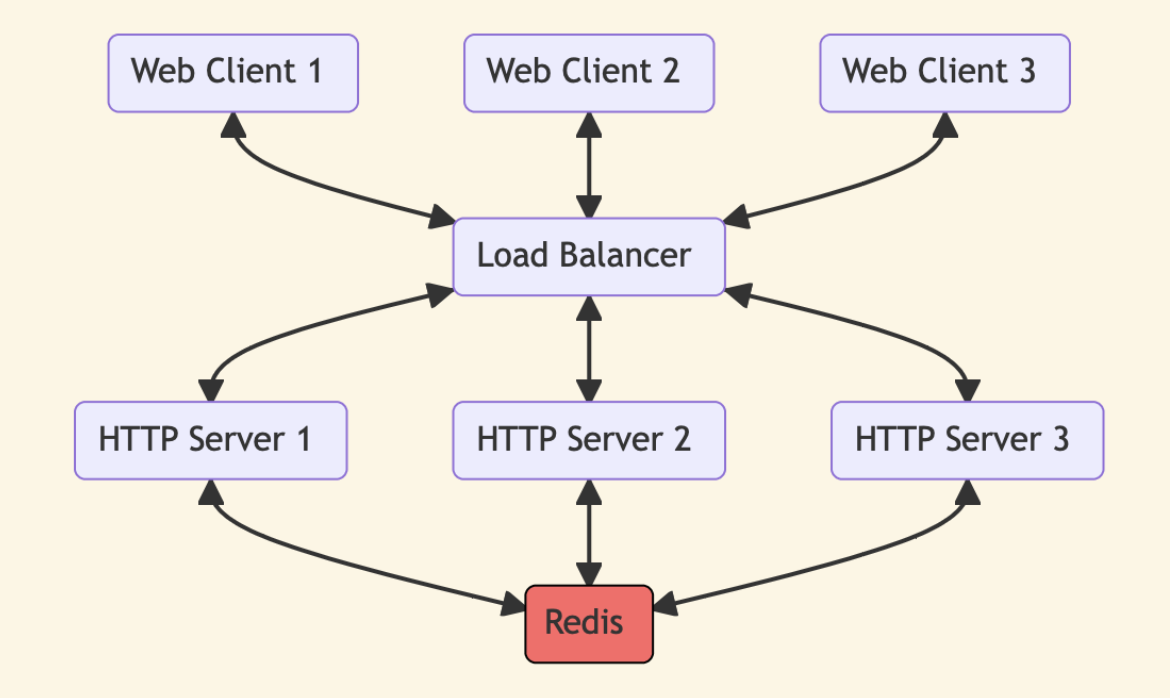 Web Client 1
Web Client 2
Web Client 3
Load Balancer
HTTP Server 1
HTTP Server 2
HTTP Server 3
Redis